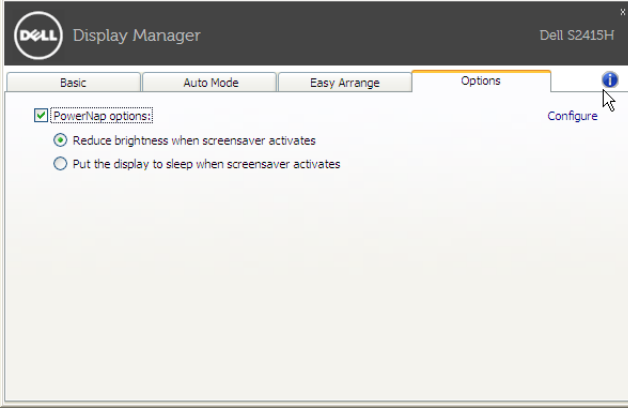 DELL Display Manager Dell S2415H
x
Basic Auto Mode Easy Arrange Options i
PowerNap options: Configure
Reduce brightness when screensaver activates
Put the display to sleep when screensaver activates